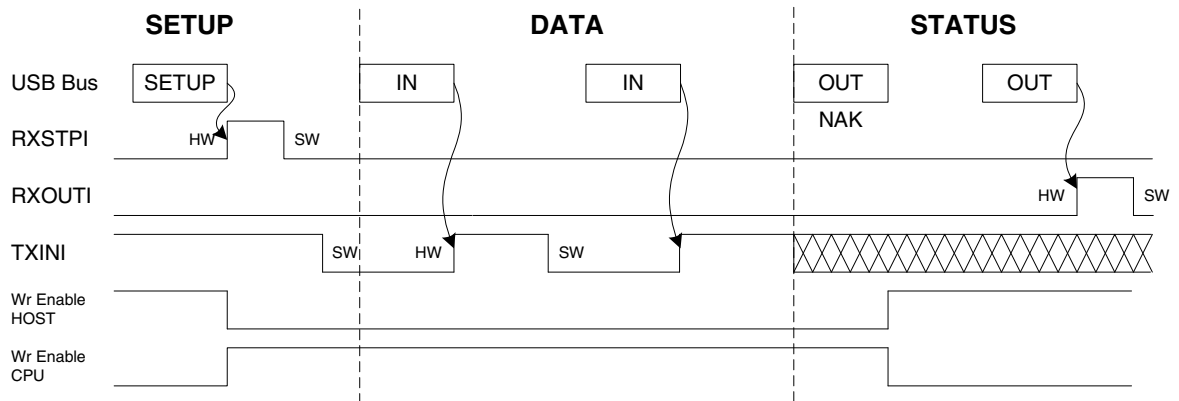 SETUP DATA STATUS
USB Bus SETUP IN IN OUT OUT
NAK
RXSTPI HW SW
RXOUTI HW SW
TXINI SW HW SW
Wr Enable
HOST
Wr Enable
CPU